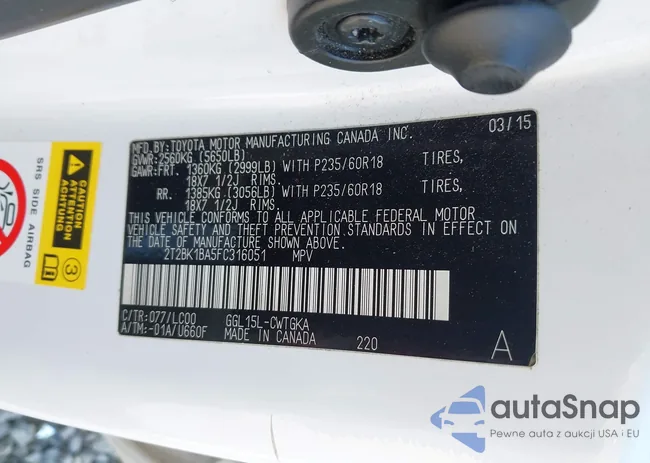 MFD.BY:TOYOTA MOTOR MANUFACTURING CANADA INC. 03/15
GVWR:2560KG (5650LB)
GAWR:FRT. 1360KG (2999LB) WITH P235/60R18 TIRES,
18X7 1/2J RIMS.
RR. 1385KG (3056LB) WITH P235/60R18 TIRES,
18X7 1/2J RIMS.
THIS VEHICLE CONFORMS TO ALL APPLICABLE FEDERAL MOTOR
VEHICLE SAFETY AND THEFT PREVENTION STANDARDS IN EFFECT ON
THE DATE OF MANUFACTURE SHOWN ABOVE.
2T2BK1BA5FC316051 MPV
C/TR:077/LC00 GGL15L-CWTGKA
A/TM:-01A/U660F MADE IN CANADA 220 A
SRS SIDE AIRBAG
CAUTION
ATTENTION
ACHTUNG
3
autoSnap
Pewne auta z aukcji USA i EU